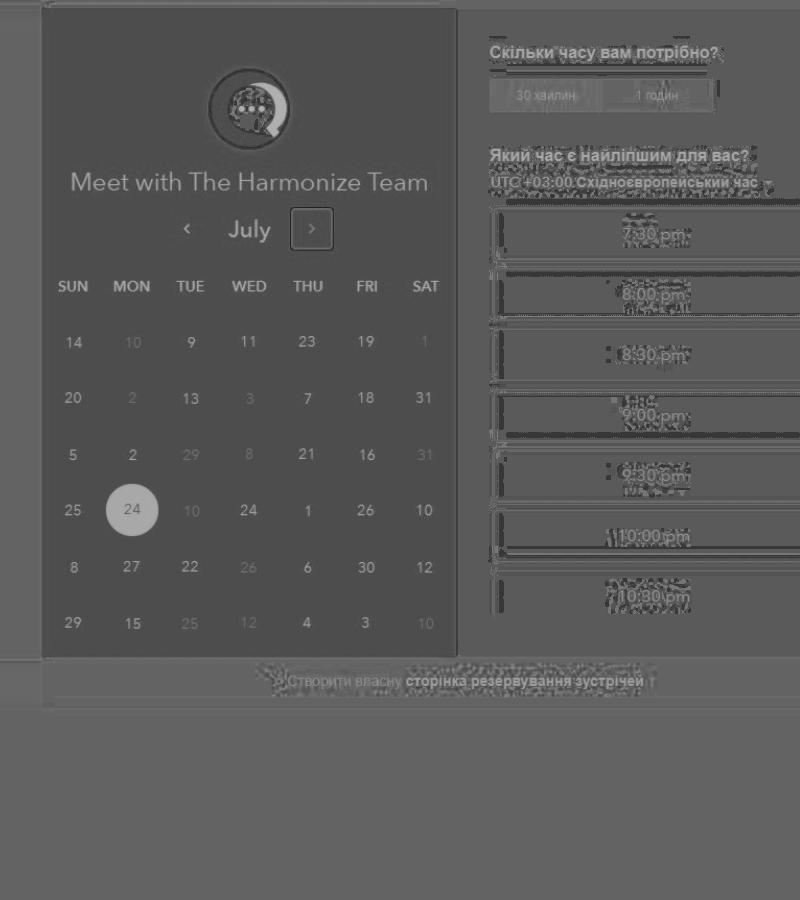 Meet with The Harmonize Team
‹ July ›
SUN MON TUE WED THU FRI SAT
14 10 9 11 23 19 1
20 2 13 3 7 18 31
5 2 29 8 21 16 31
25 24 10 24 1 26 10
8 27 22 26 6 30 12
29 15 25 12 4 3 10
Скільки часу вам потрібно?
30 хвилин 1 годин
Який час є найліпшим для вас?
UTC +03:00 Східноєвропейський час
7:30 pm
8:00 pm
8:30 pm
9:00 pm
9:30 pm
10:00 pm
10:30 pm
Створити власну сторінка резервування зустрічей